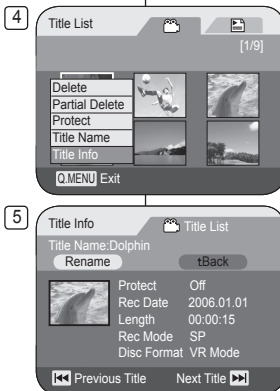 4
Title List
[1/9]
Delete
Partial Delete
Protect
Title Name
Title Info
Q.MENU Exit
5
Title Info
Title List
Title Name:Dolphin
Rename
tBack
Protect Off
Rec Date 2006.01.01
Length 00:00:15
Rec Mode SP
Disc Format VR Mode
Previous Title Next Title